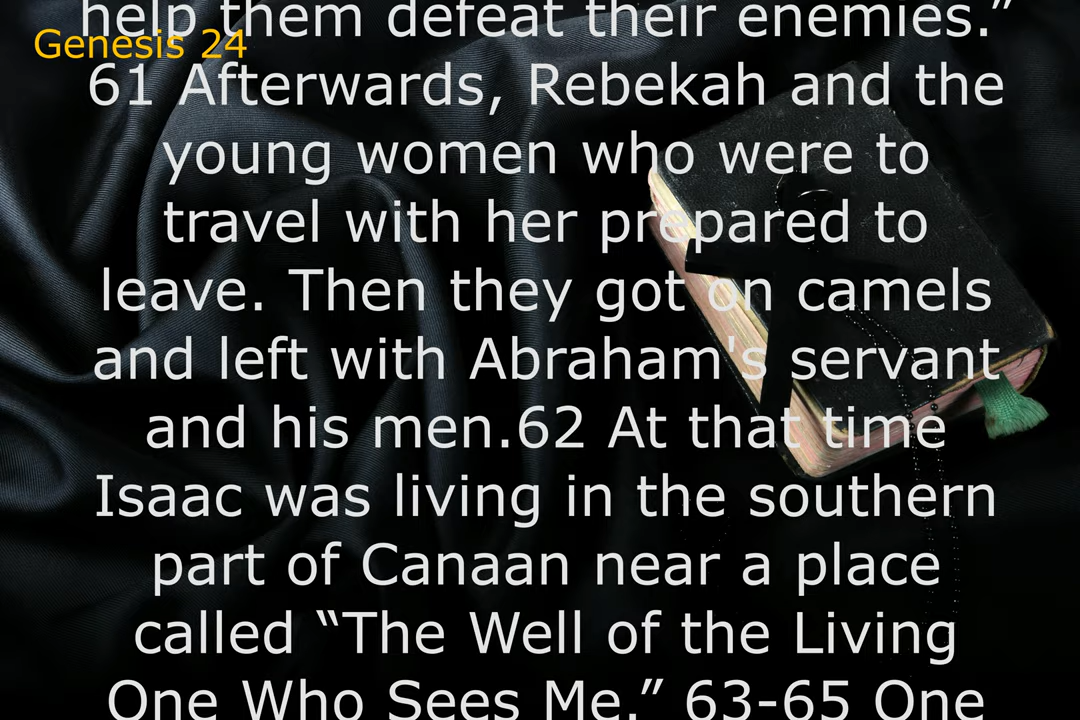 help them defeat their enemies.”
Genesis 24
61 Afterwards, Rebekah and the
young women who were to
travel with her prepared to
leave. Then they got on camels
and left with Abraham's servant
and his men.62 At that time
Isaac was living in the southern
part of Canaan near a place
called “The Well of the Living
One Who Sees Me.” 63-65 One